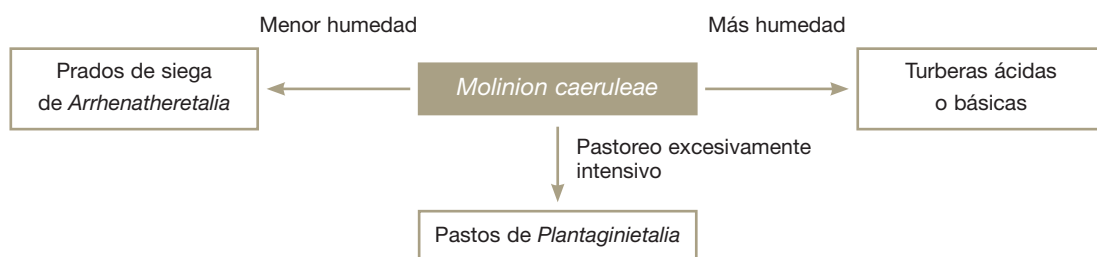 Menor humedad
Más humedad
Prados de siega
de Arrhenatheretalia
Molinion caeruleae
Turberas ácidas
o básicas
Pastoreo excesivamente
intensivo
Pastos de Plantaginietalia